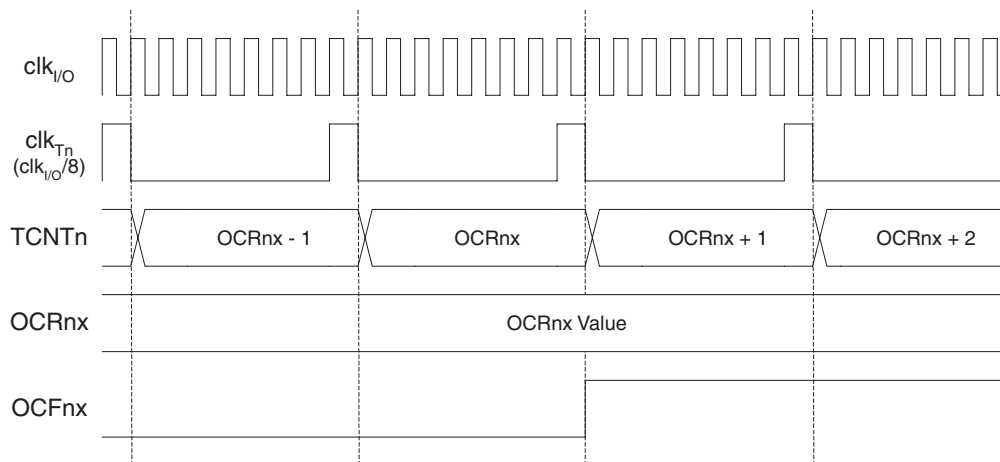 clkI/O
clkTn
(clkI/O/8)
TCNTn
OCRnx - 1
OCRnx
OCRnx + 1
OCRnx + 2
OCRnx
OCRnx Value
OCFnx